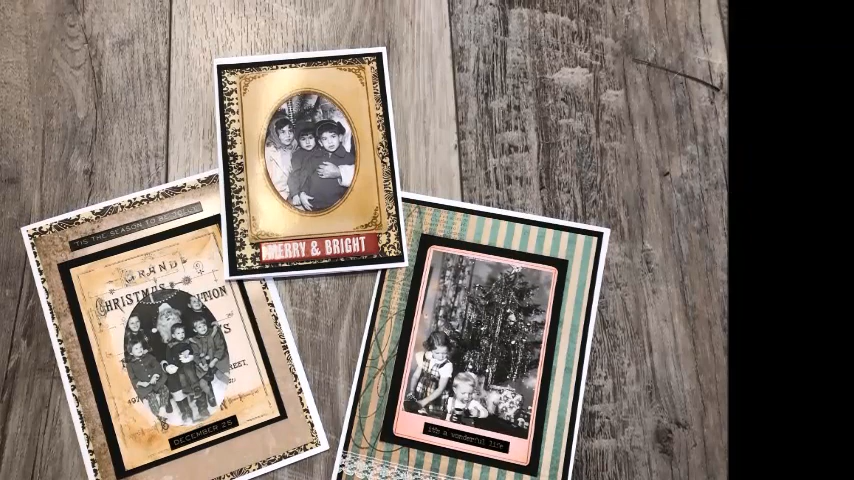 MERRY & BRIGHT
'TIS THE SEASON TO BE JOLLY
GRAND
CHRISTMAS
DECEMBER 25
it's a wonderful life